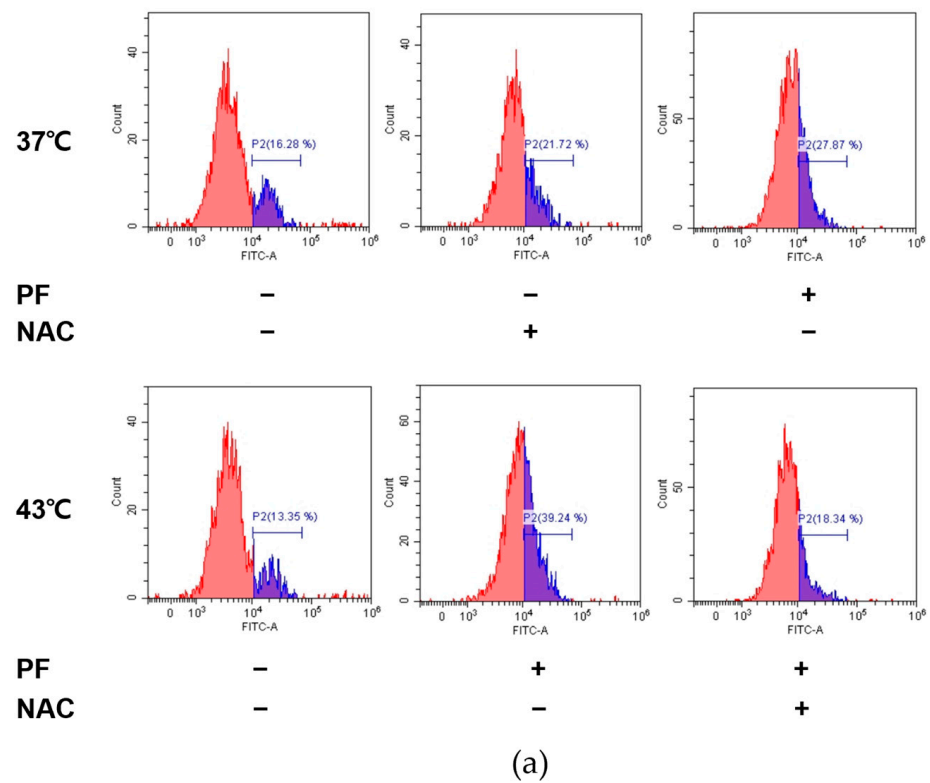 40
20
0
Count
P2(16.28 %)
0 10³ 10⁴ 10⁵ 10⁶
FITC-A
40
20
0
Count
P2(21.72 %)
0 10³ 10⁴ 10⁵ 10⁶
FITC-A
50
0
Count
P2(27.87 %)
0 10³ 10⁴ 10⁵ 10⁶
FITC-A
37℃
PF – – +
NAC – + –
40
20
0
Count
P2(13.35 %)
0 10³ 10⁴ 10⁵ 10⁶
FITC-A
60
40
20
0
Count
P2(39.24 %)
0 10³ 10⁴ 10⁵ 10⁶
FITC-A
50
0
Count
P2(18.34 %)
0 10³ 10⁴ 10⁵ 10⁶
FITC-A
43℃
PF – + +
NAC – – +
(a)